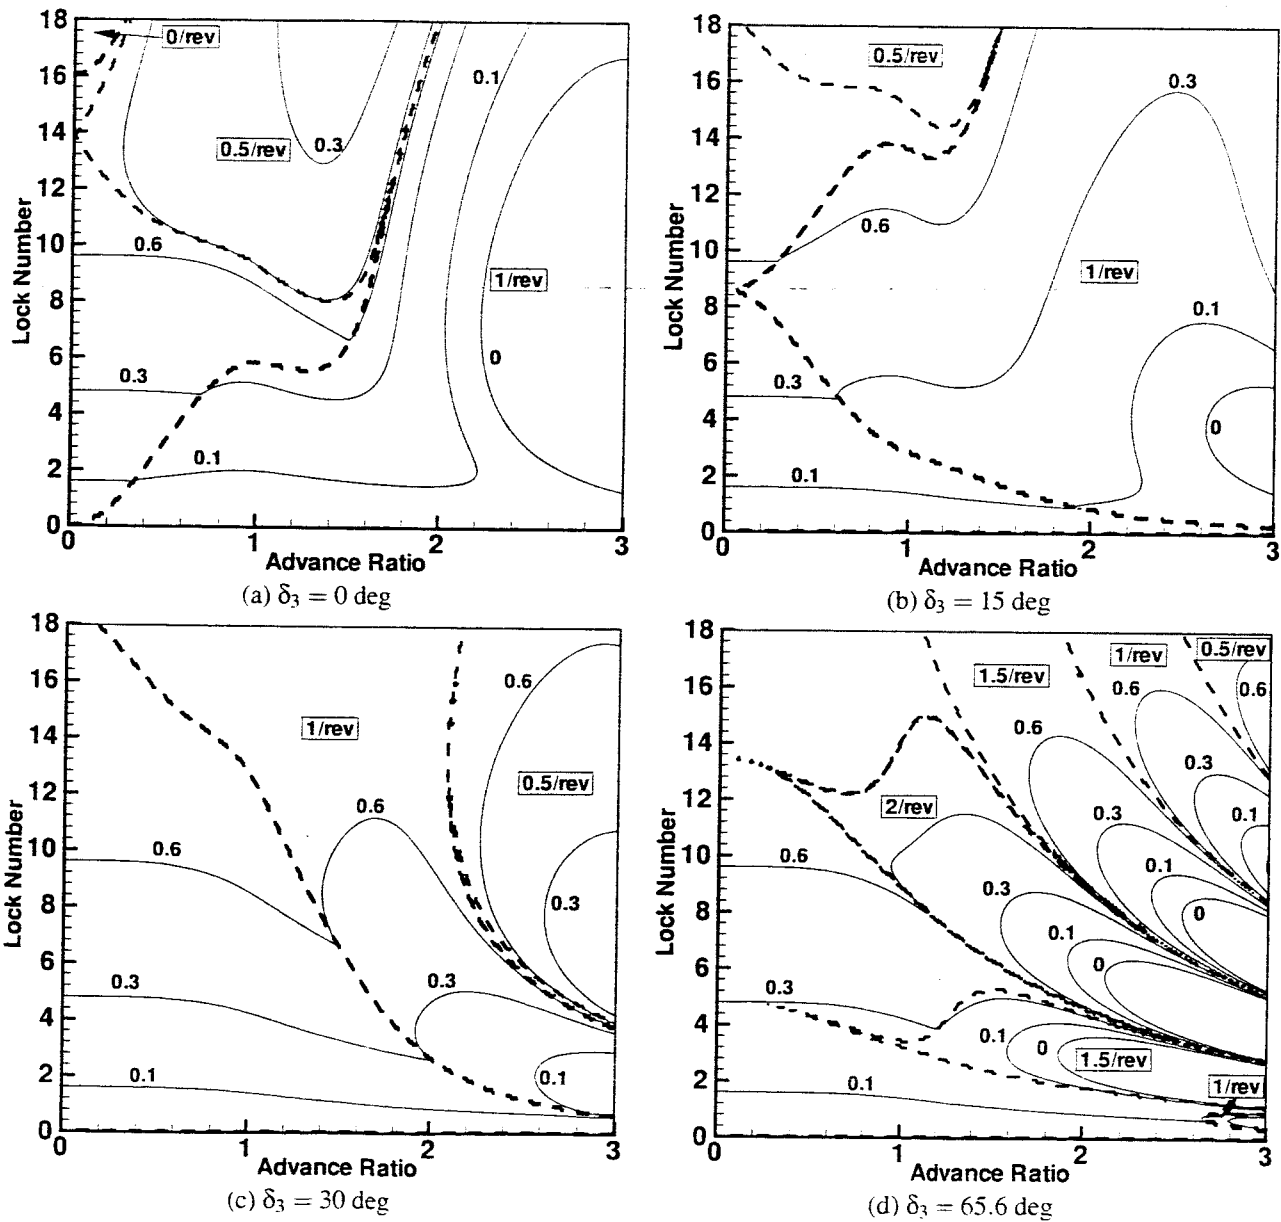 18
16
14
12
10
8
6
4
2
0
Lock Number
0/rev
0.5/rev
0.3
0.1
0.6
1/rev
0.3
0
0.1
0 1 2 3
Advance Ratio
(a) δ₃ = 0 deg
18
16
14
12
10
8
6
4
2
0
Lock Number
0.5/rev
0.3
0.6
1/rev
0.1
0.3
0
0.1
0 1 2 3
Advance Ratio
(b) δ₃ = 15 deg
18
16
14
12
10
8
6
4
2
0
Lock Number
0.6
1/rev
0.5/rev
0.6
0.6
0.3
0.3
0.3
0.1
0.1
0 1 2 3
Advance Ratio
(c) δ₃ = 30 deg
18
16
14
12
10
8
6
4
2
0
Lock Number
1.5/rev
1/rev
0.5/rev
0.6
0.6
0.6
0.3
2/rev
0.3
0.1
0.6
0.1
0.3
0
0.1
0
0.3
0.1
0
1.5/rev
0.1
1/rev
0 1 2 3
Advance Ratio
(d) δ₃ = 65.6 deg